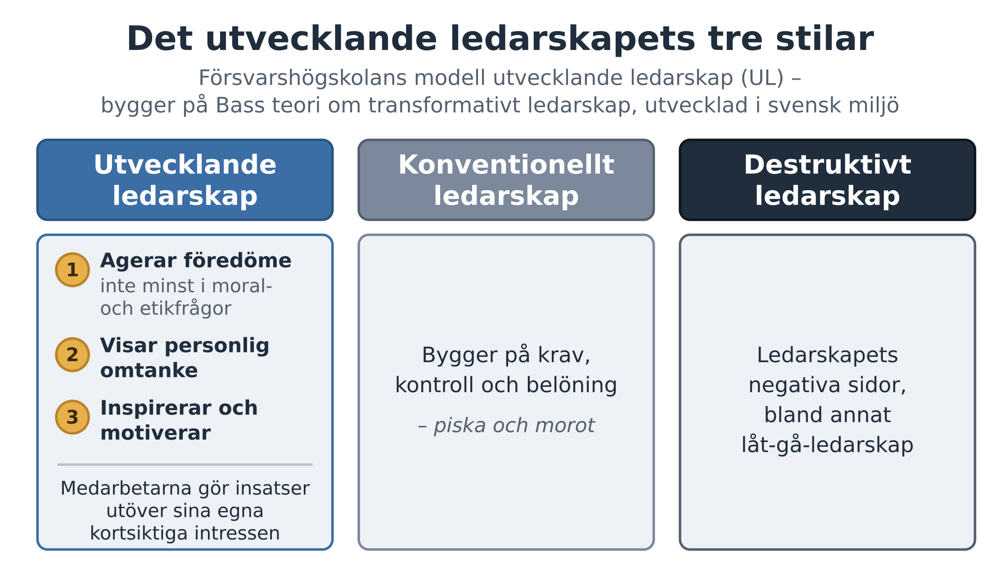 Det utvecklande ledarskapets tre stilar
Försvarshögskolans modell utvecklande ledarskap (UL) –
bygger på Bass teori om transformativt ledarskap, utvecklad i svensk miljö
Utvecklande
ledarskap
1
Agerar föredöme
inte minst i moral-
och etikfrågor
2
Visar personlig
omtanke
3
Inspirerar och
motiverar
Medarbetarna gör insatser
utöver sina egna
kortsiktiga intressen
Konventionellt
ledarskap
Bygger på krav,
kontroll och belöning
– piska och morot
Destruktivt
ledarskap
Ledarskapets
negativa sidor,
bland annat
låt-gå-ledarskap